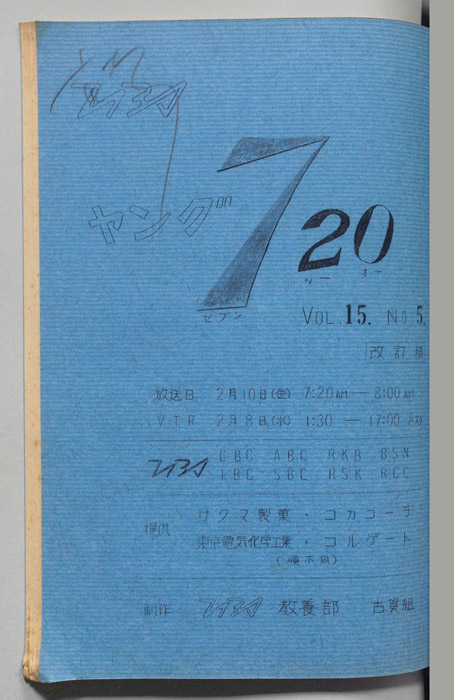 TBS
ヤング
7 20
セブン ツー オー
VOL.15. NO.5.
改訂
放送日 2月10日(金) 7:20AM — 8:00AM
VTR 2月8日(水) 1:30 — 17:00
TBS CBC ABC RKB BSN
SBC RSK RCC
提供 サクマ製菓・コカコーラ
東京電気化学工業・コルゲート
(順不同)
制作 TBS 教養部 古賀組